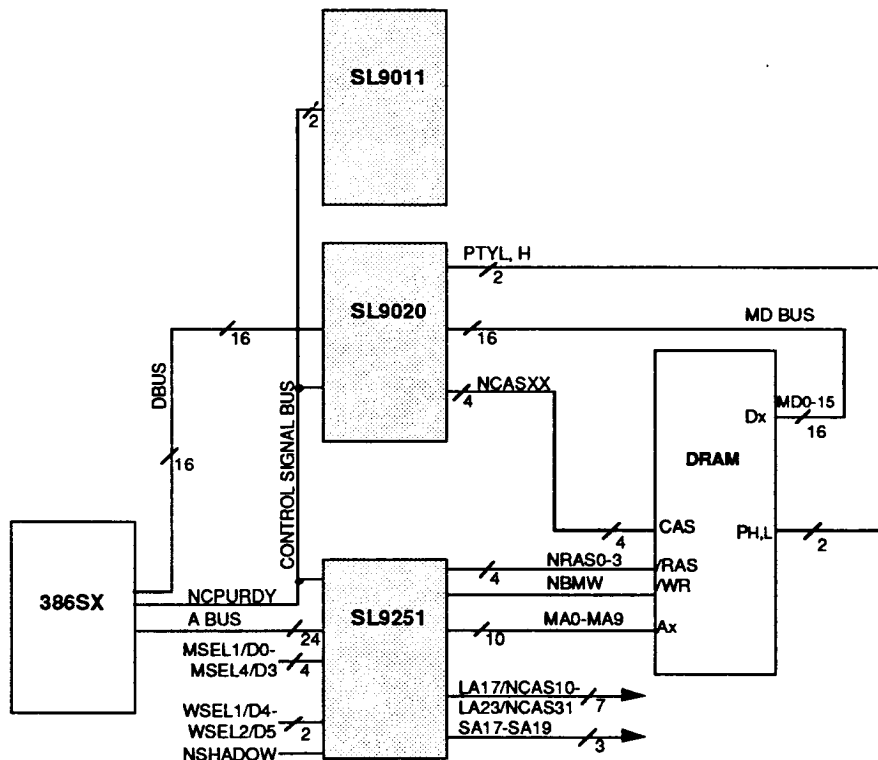 SL9011
2
PTYL, H
2
SL9020
MD BUS
16
16
DBUS
NCASXX
4
MD0-15
Dx
16
CONTROL SIGNAL BUS
DRAM
16
CAS
4
PH,L
2
NRAS0-3
4
/RAS
NBMW
/WR
386SX
NCPURDY
SL9251
A BUS
24
MA0-MA9
10
Ax
MSEL1/D0-
MSEL4/D3
4
LA17/NCAS10-
LA23/NCAS31
7
WSEL1/D4-
WSEL2/D5
2
SA17-SA19
3
NSHADOW